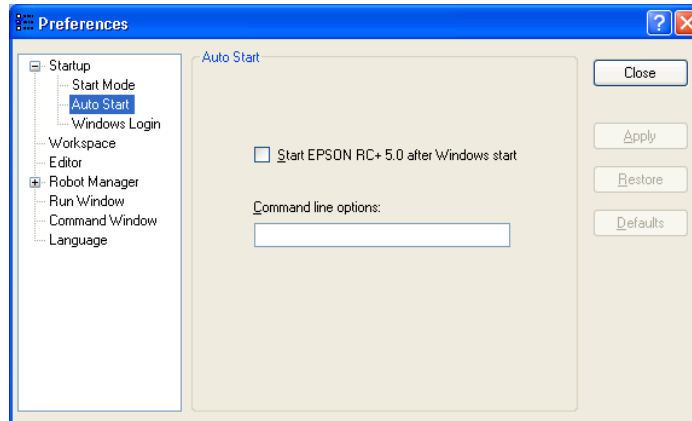 Preferences
Startup
Start Mode
Auto Start
Windows Login
Workspace
Editor
Robot Manager
Run Window
Command Window
Language
Auto Start
Start EPSON RC+ 5.0 after Windows start
Command line options:
Close
Apply
Restore
Defaults